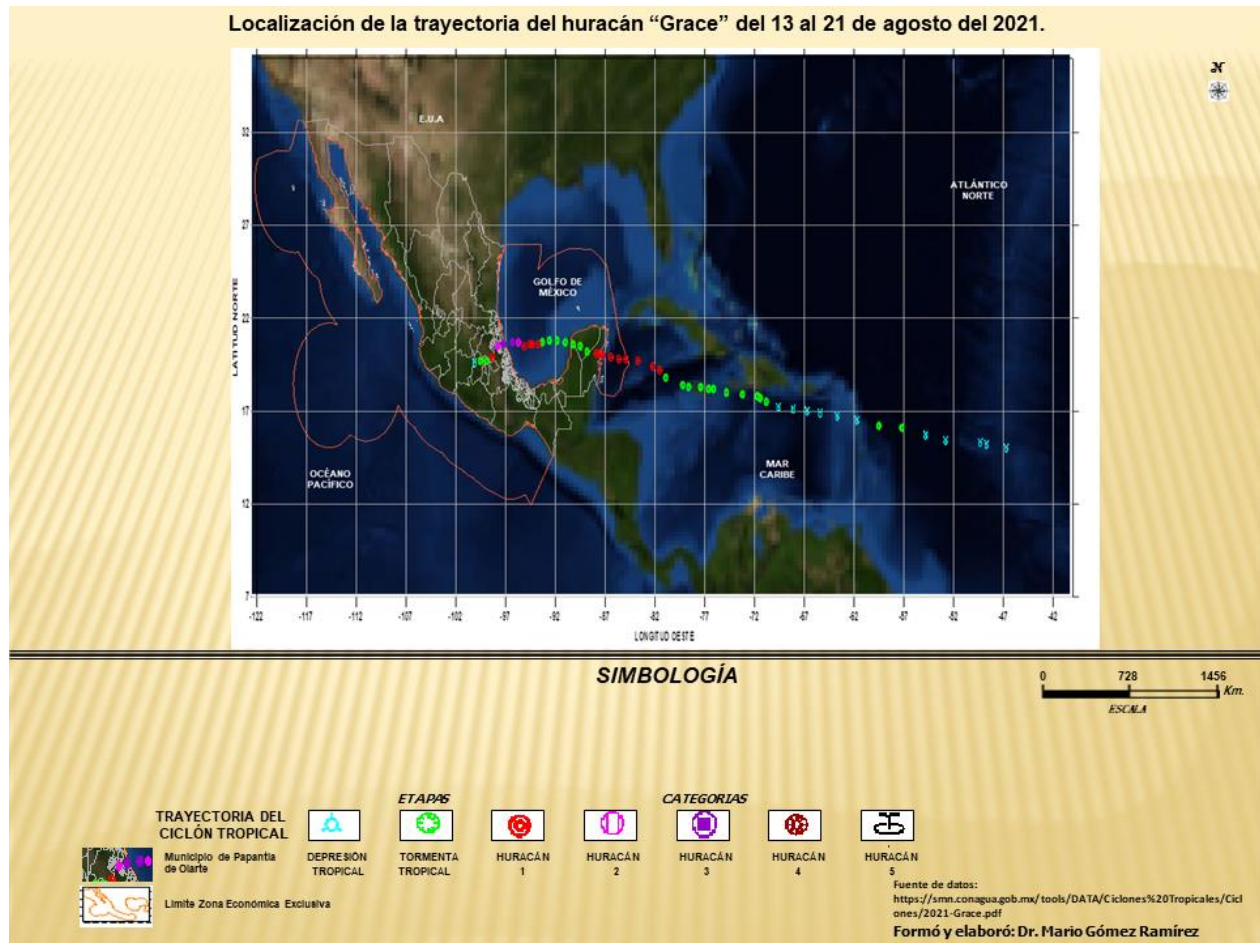 Localización de la trayectoria del huracán “Grace” del 13 al 21 de agosto del 2021.
N
E.U.A
ATLÁNTICO
NORTE
GOLFO DE
MÉXICO
OCÉANO
PACÍFICO
MAR
CARIBE
LATITUD NORTE
32
27
22
17
12
7
-122
-117
-112
-107
-102
-97
-92
-87
-82
-77
-72
-67
-62
-57
-52
-47
-42
LONGITUD OESTE
SIMBOLOGÍA
0 728 1456
Km.
ESCALA
ETAPAS CATEGORIAS
TRAYECTORIA DEL
CICLÓN TROPICAL
Municipio de Papantla
de Olarte
DEPRESIÓN
TROPICAL
TORMENTA
TROPICAL
HURACÁN
1
HURACÁN
2
HURACÁN
3
HURACÁN
4
HURACÁN
5
Limite Zona Económica Exclusiva
Fuente de datos:
https://smn.conagua.gob.mx/tools/DATA/Ciclones%20Tropicales/Cicl
ones/2021-Grace.pdf
Formó y elaboró: Dr. Mario Gómez Ramírez